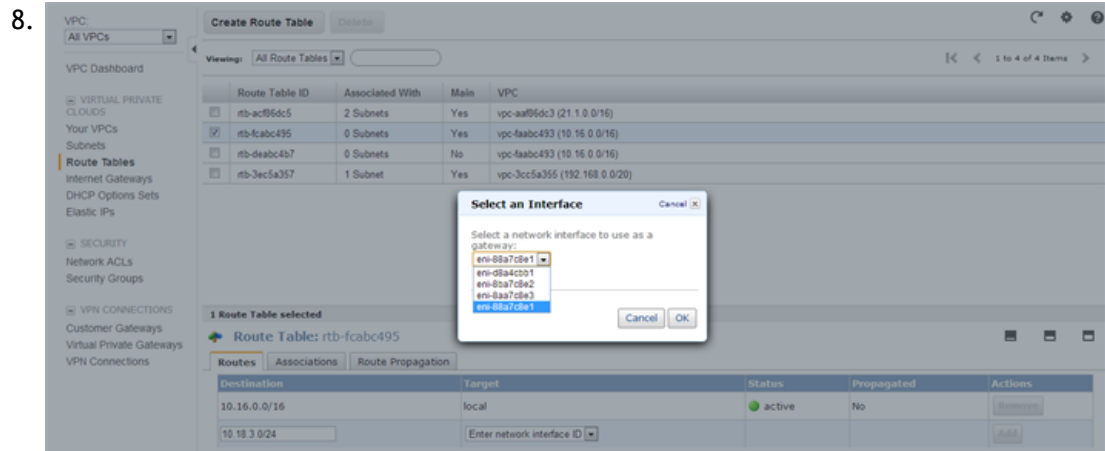 8.
VPC:
All VPCs
VPC Dashboard
VIRTUAL PRIVATE
CLOUDS
Your VPCs
Subnets
Route Tables
Internet Gateways
DHCP Options Sets
Elastic IPs
SECURITY
Network ACLs
Security Groups
VPN CONNECTIONS
Customer Gateways
Virtual Private Gateways
VPN Connections
Create Route Table Delete
Viewing: All Route Tables 1 to 4 of 4 Items
Route Table ID Associated With Main VPC
rtb-acf86dc5 2 Subnets Yes vpc-aaf86dc3 (21.1.0.0/16)
rtb-fcabc495 0 Subnets Yes vpc-faabc493 (10.16.0.0/16)
rtb-deabc4b7 0 Subnets No vpc-faabc493 (10.16.0.0/16)
rtb-3ec5a357 1 Subnet Yes vpc-3cc5a355 (192.168.0.0/20)
Select an Interface Cancel
Select a network interface to use as a
gateway:
eni-88a7c8e1
eni-d8a4cbb1
eni-8ba7c8e2
eni-8aa7c8e3
eni-88a7c8e1
Cancel OK
1 Route Table selected
Route Table: rtb-fcabc495
Routes Associations Route Propagation
Destination Target Status Propagated Actions
10.16.0.0/16 local active No Remove
10.18.3.0/24 Enter network interface ID Add